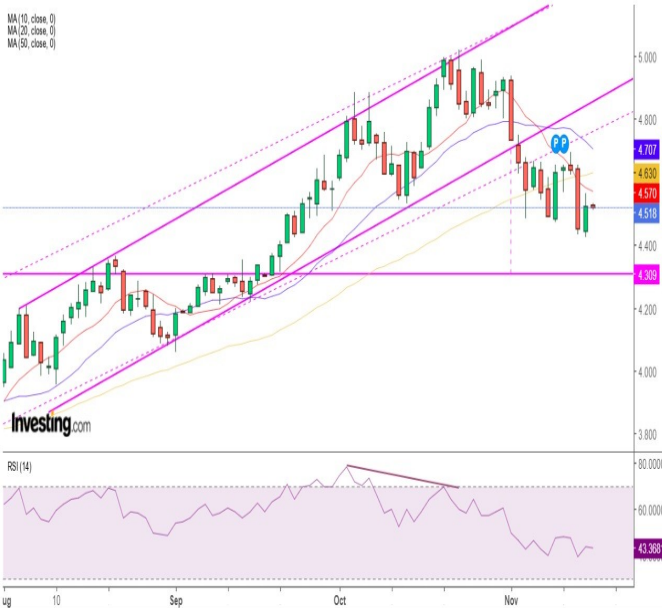 MA (10, close, 0)
MA (20, close, 0)
MA (50, close, 0)
5.000
4.800
4.707
4.630
4.570
4.518
4.400
4.309
4.200
4.000
3.800
P P
Investing.com
RSI (14)
80.0000
60.0000
43.3681
ug 10 Sep Oct Nov